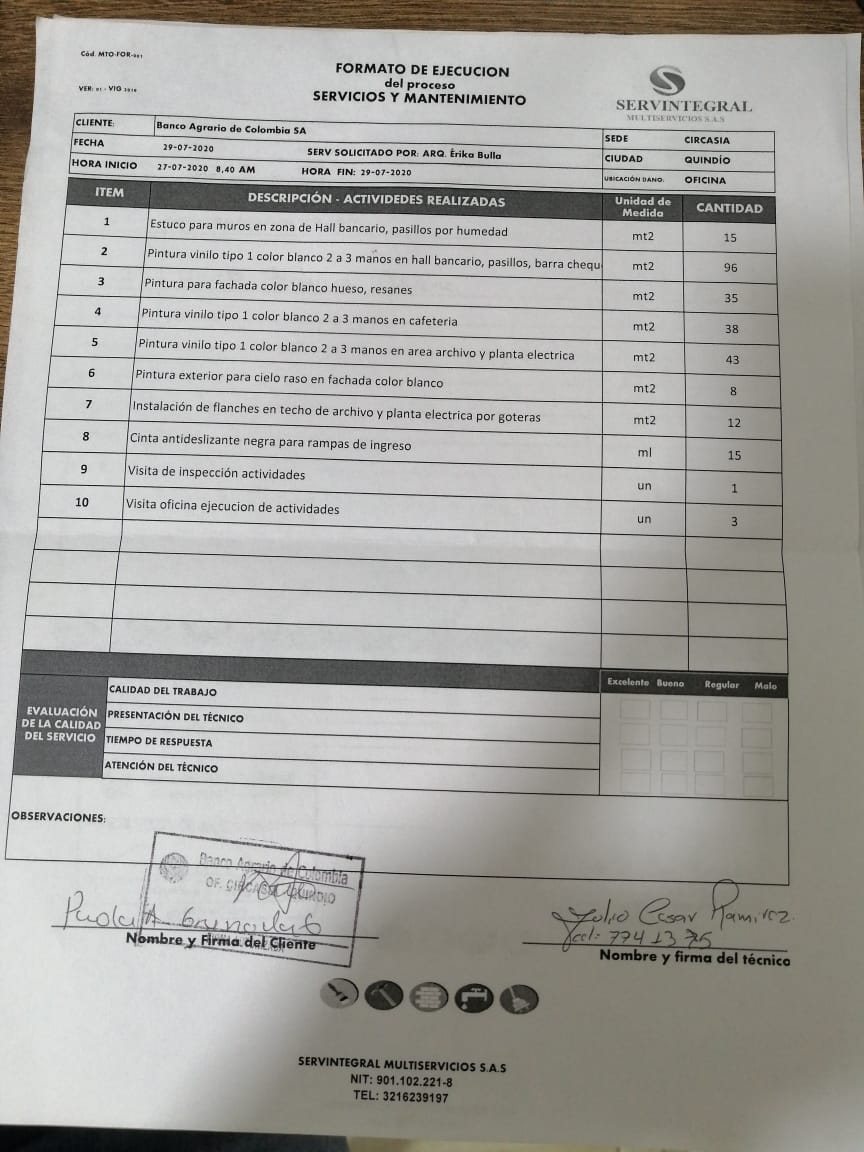 Cód. MTO-FOR-001
VER: 01 - VIG 2018
FORMATO DE EJECUCION
del proceso
SERVICIOS Y MANTENIMIENTO
SERVINTEGRAL
MULTISERVICIOS S.A.S
CLIENTE: Banco Agrario de Colombia SA SEDE CIRCASIA
FECHA 29-07-2020 SERV SOLICITADO POR: ARQ. Érika Bulla CIUDAD QUINDÍO
HORA INICIO 27-07-2020 8,40 AM HORA FIN: 29-07-2020 UBICACIÓN DANO: OFICINA
ITEM DESCRIPCIÓN - ACTIVIDEDES REALIZADAS Unidad de Medida CANTIDAD
1 Estuco para muros en zona de Hall bancario, pasillos por humedad mt2 15
2 Pintura vinilo tipo 1 color blanco 2 a 3 manos en hall bancario, pasillos, barra chequ mt2 96
3 Pintura para fachada color blanco hueso, resanes mt2 35
4 Pintura vinilo tipo 1 color blanco 2 a 3 manos en cafeteria mt2 38
5 Pintura vinilo tipo 1 color blanco 2 a 3 manos en area archivo y planta electrica mt2 43
6 Pintura exterior para cielo raso en fachada color blanco mt2 8
7 Instalación de flanches en techo de archivo y planta electrica por goteras mt2 12
8 Cinta antideslizante negra para rampas de ingreso ml 15
9 Visita de inspección actividades un 1
10 Visita oficina ejecucion de actividades un 3
Excelente Bueno Regular Malo
EVALUACIÓN DE LA CALIDAD DEL SERVICIO
CALIDAD DEL TRABAJO
PRESENTACIÓN DEL TÉCNICO
TIEMPO DE RESPUESTA
ATENCIÓN DEL TÉCNICO
OBSERVACIONES:
Banco Agrario de Colombia
OF. CIRCASIA QUINDIO
Nombre y Firma del Cliente
Julio Cesar Ramirez.
Nombre y firma del técnico
SERVINTEGRAL MULTISERVICIOS S.A.S
NIT: 901.102.221-8
TEL: 3216239197